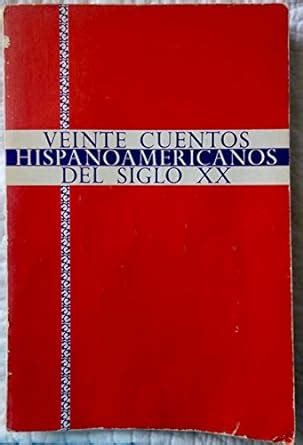 VEINTE CUENTOS
HISPANOAMERICANOS
DEL SIGLO XX